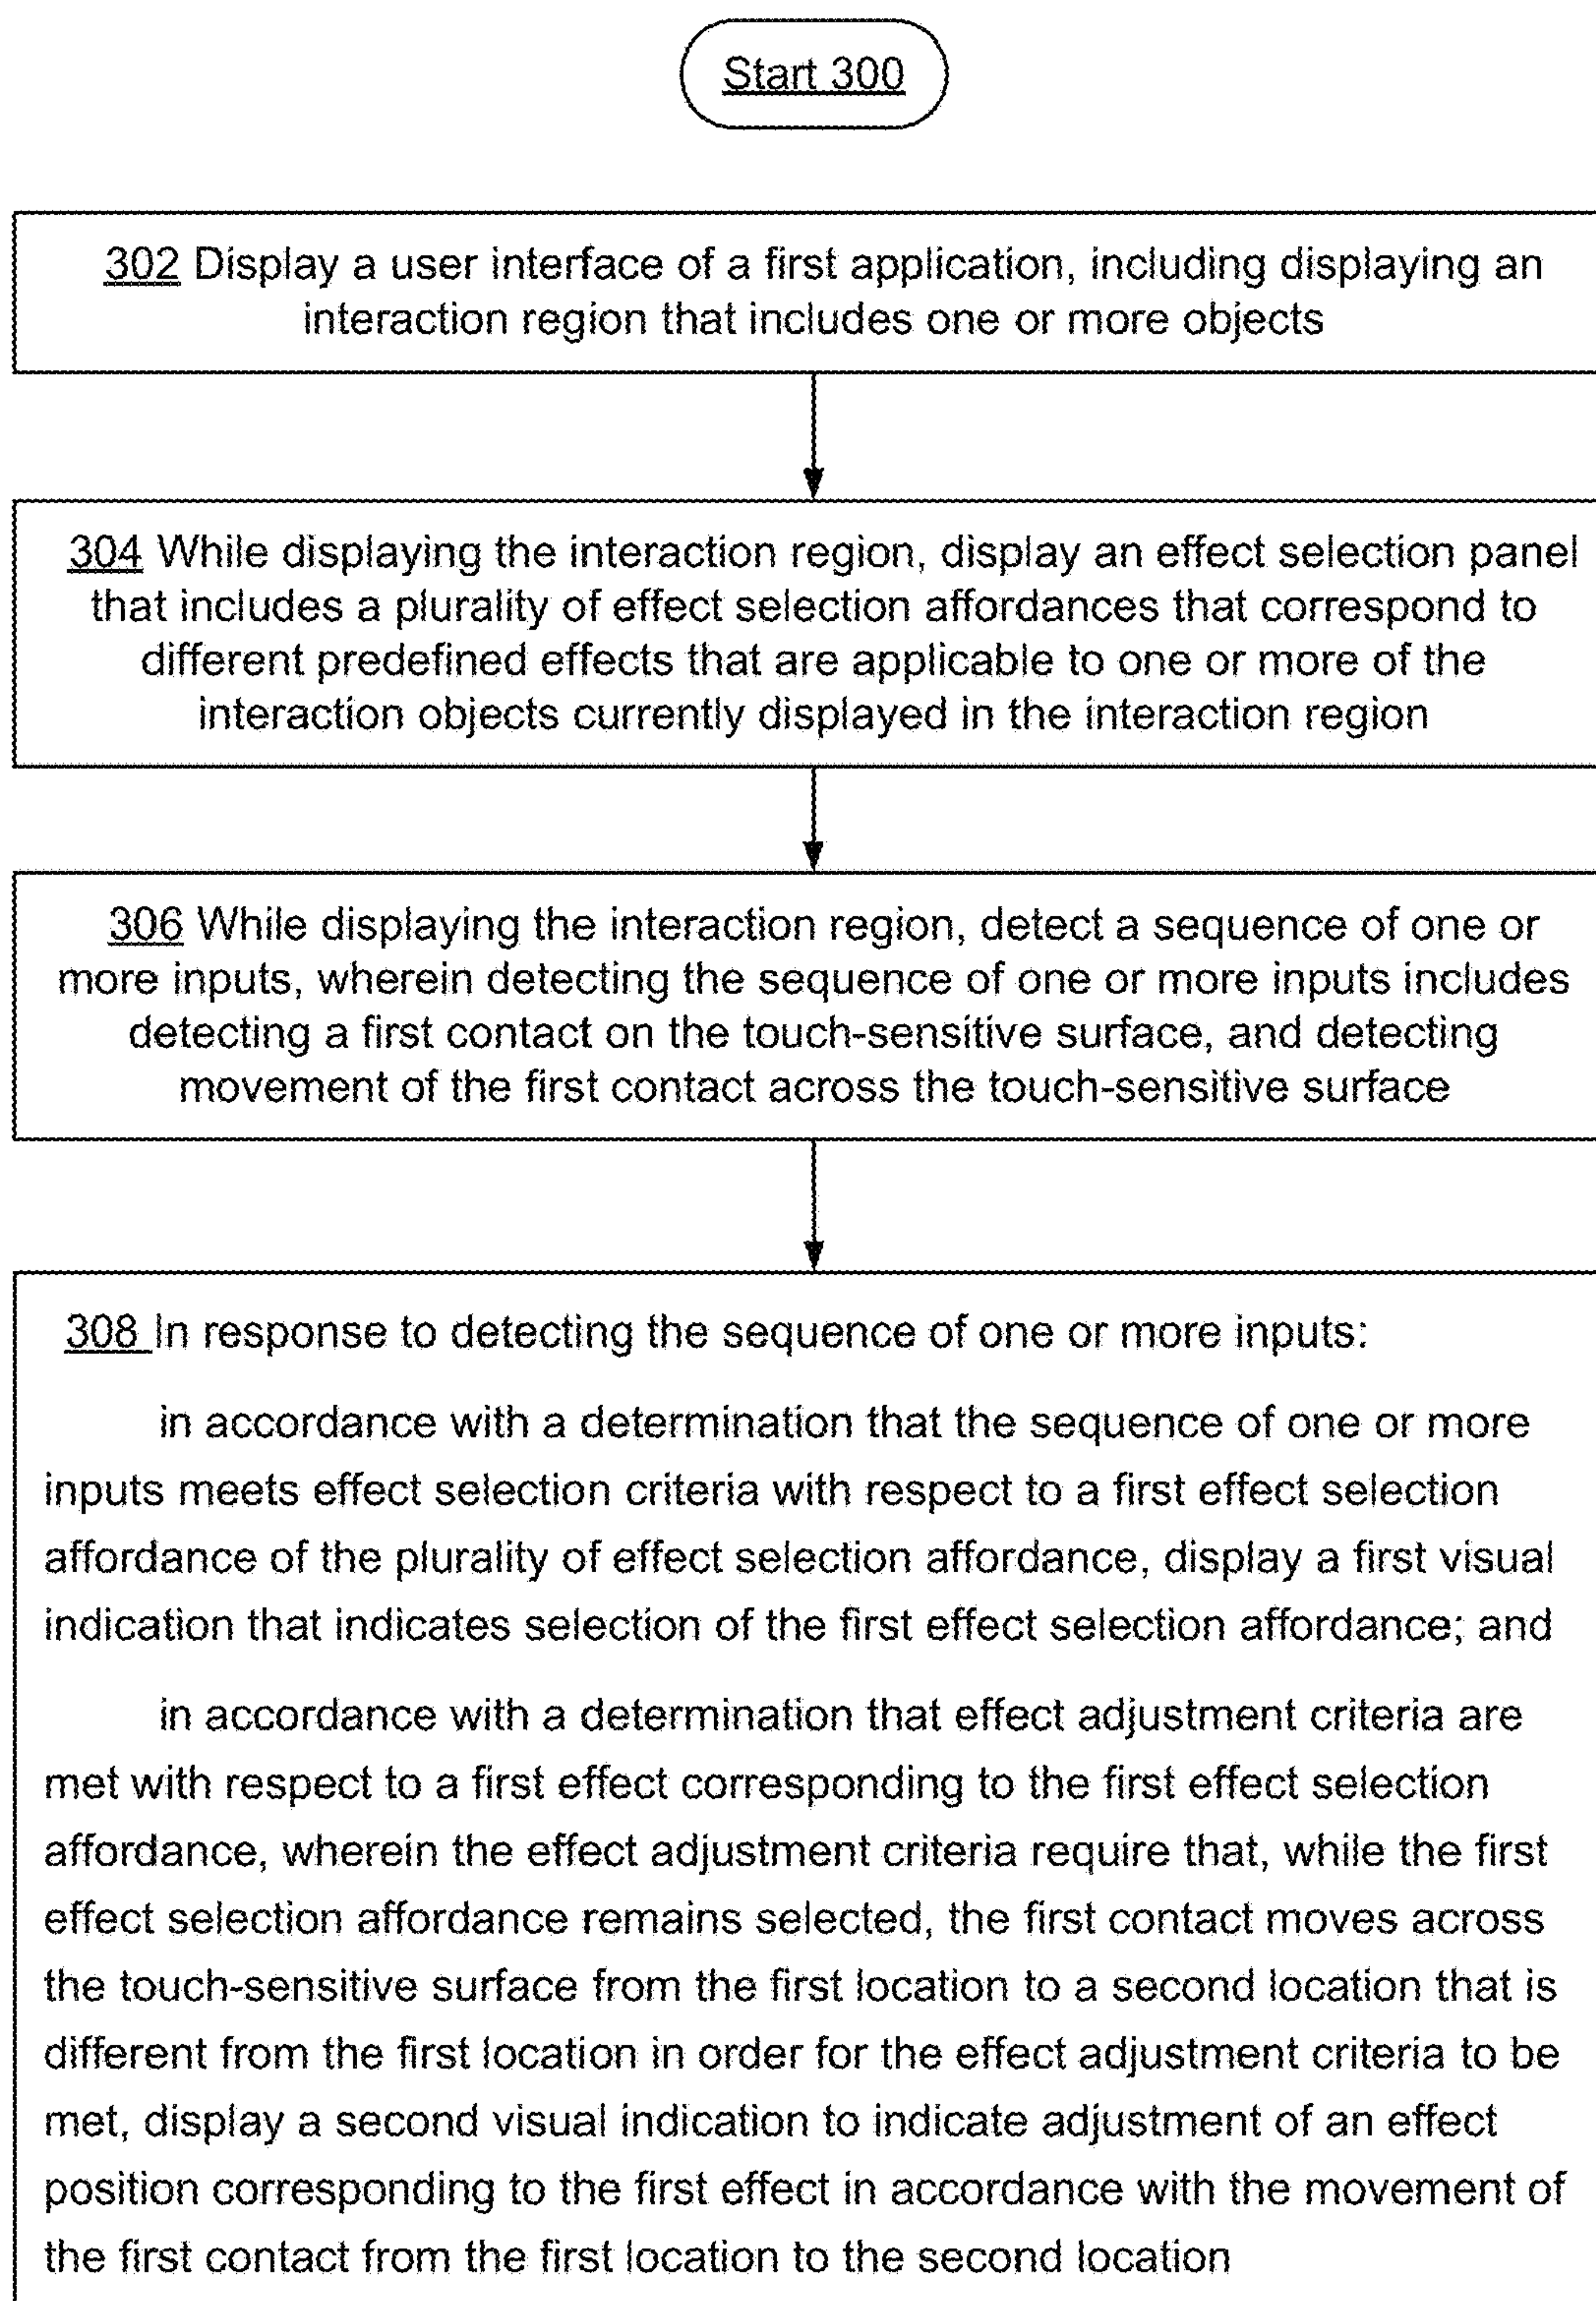 Start 300
302 Display a user interface of a first application, including displaying an
interaction region that includes one or more objects
304 While displaying the interaction region, display an effect selection panel
that includes a plurality of effect selection affordances that correspond to
different predefined effects that are applicable to one or more of the
interaction objects currently displayed in the interaction region
306 While displaying the interaction region, detect a sequence of one or
more inputs, wherein detecting the sequence of one or more inputs includes
detecting a first contact on the touch-sensitive surface, and detecting
movement of the first contact across the touch-sensitive surface
308 In response to detecting the sequence of one or more inputs:
in accordance with a determination that the sequence of one or more
inputs meets effect selection criteria with respect to a first effect selection
affordance of the plurality of effect selection affordance, display a first visual
indication that indicates selection of the first effect selection affordance; and
in accordance with a determination that effect adjustment criteria are
met with respect to a first effect corresponding to the first effect selection
affordance, wherein the effect adjustment criteria require that, while the first
effect selection affordance remains selected, the first contact moves across
the touch-sensitive surface from the first location to a second location that is
different from the first location in order for the effect adjustment criteria to be
met, display a second visual indication to indicate adjustment of an effect
position corresponding to the first effect in accordance with the movement of
the first contact from the first location to the second location